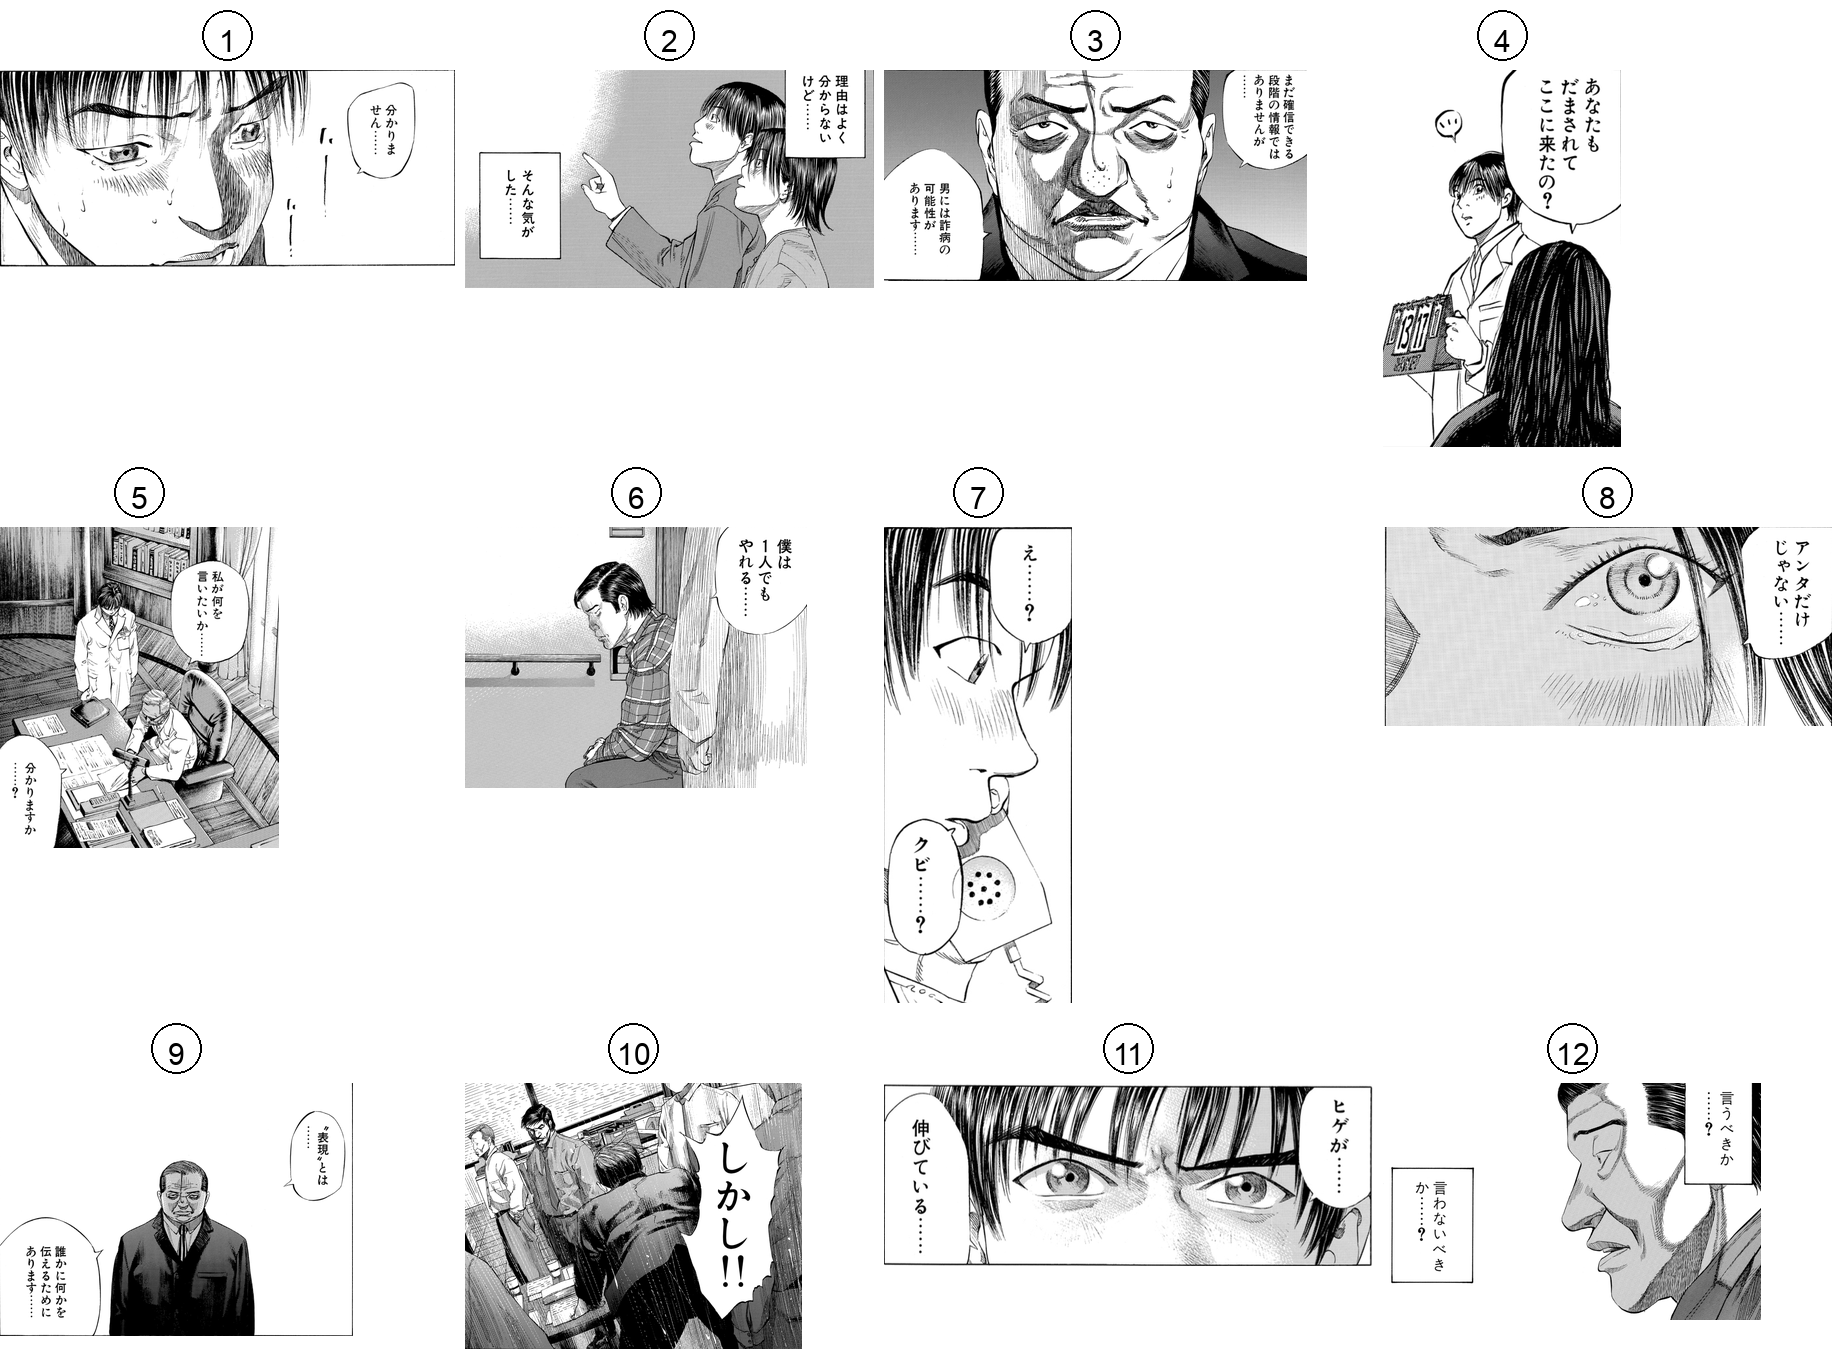 1
分かりま
せん……
2
理由はよく
分からない
けど……
そんな気が
した……
3
まだ確信できる
段階の情報では
ありませんが
……
男には詐病の
可能性が
あります……
4
あなたも
だまされて
ここに来たの？
13 17
5
私が何を
言いたいか……
分かりますか
……？
6
僕は
１人でも
やれる……
7
え……？
クビ……？
8
アンタだけ
じゃない……
9
“表現”とは
……
誰かに何かを
伝えるために
あります……
10
しかし!!
11
ヒゲが……
伸びている……
12
言うべきか
……？
言わないべき
か……？